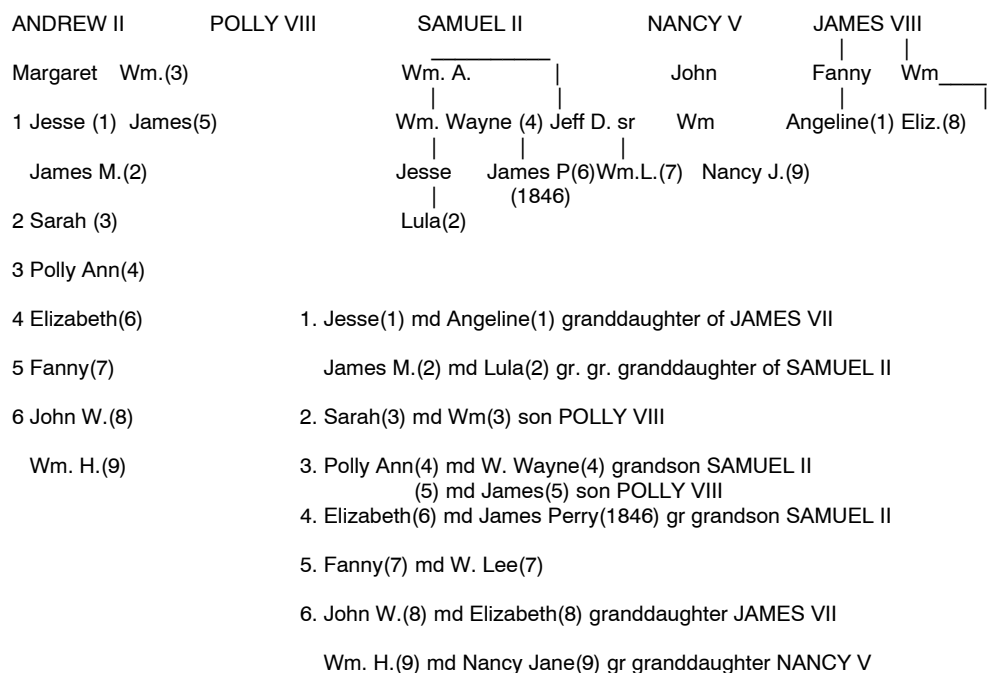 ANDREW II POLLY VIII SAMUEL II NANCY V JAMES VIII
Margaret Wm.(3) Wm. A. John Fanny Wm____
1 Jesse (1) James(5) Wm. Wayne (4) Jeff D. sr Wm Angeline(1) Eliz.(8)
James M.(2) Jesse James P(6)Wm.L.(7) Nancy J.(9)
(1846)
2 Sarah (3) Lula(2)
3 Polly Ann(4)
4 Elizabeth(6) 1. Jesse(1) md Angeline(1) granddaughter of JAMES VII
5 Fanny(7) James M.(2) md Lula(2) gr. gr. granddaughter of SAMUEL II
6 John W.(8) 2. Sarah(3) md Wm(3) son POLLY VIII
Wm. H.(9) 3. Polly Ann(4) md W. Wayne(4) grandson SAMUEL II
(5) md James(5) son POLLY VIII
4. Elizabeth(6) md James Perry(1846) gr grandson SAMUEL II
5. Fanny(7) md W. Lee(7)
6. John W.(8) md Elizabeth(8) granddaughter JAMES VII
Wm. H.(9) md Nancy Jane(9) gr granddaughter NANCY V